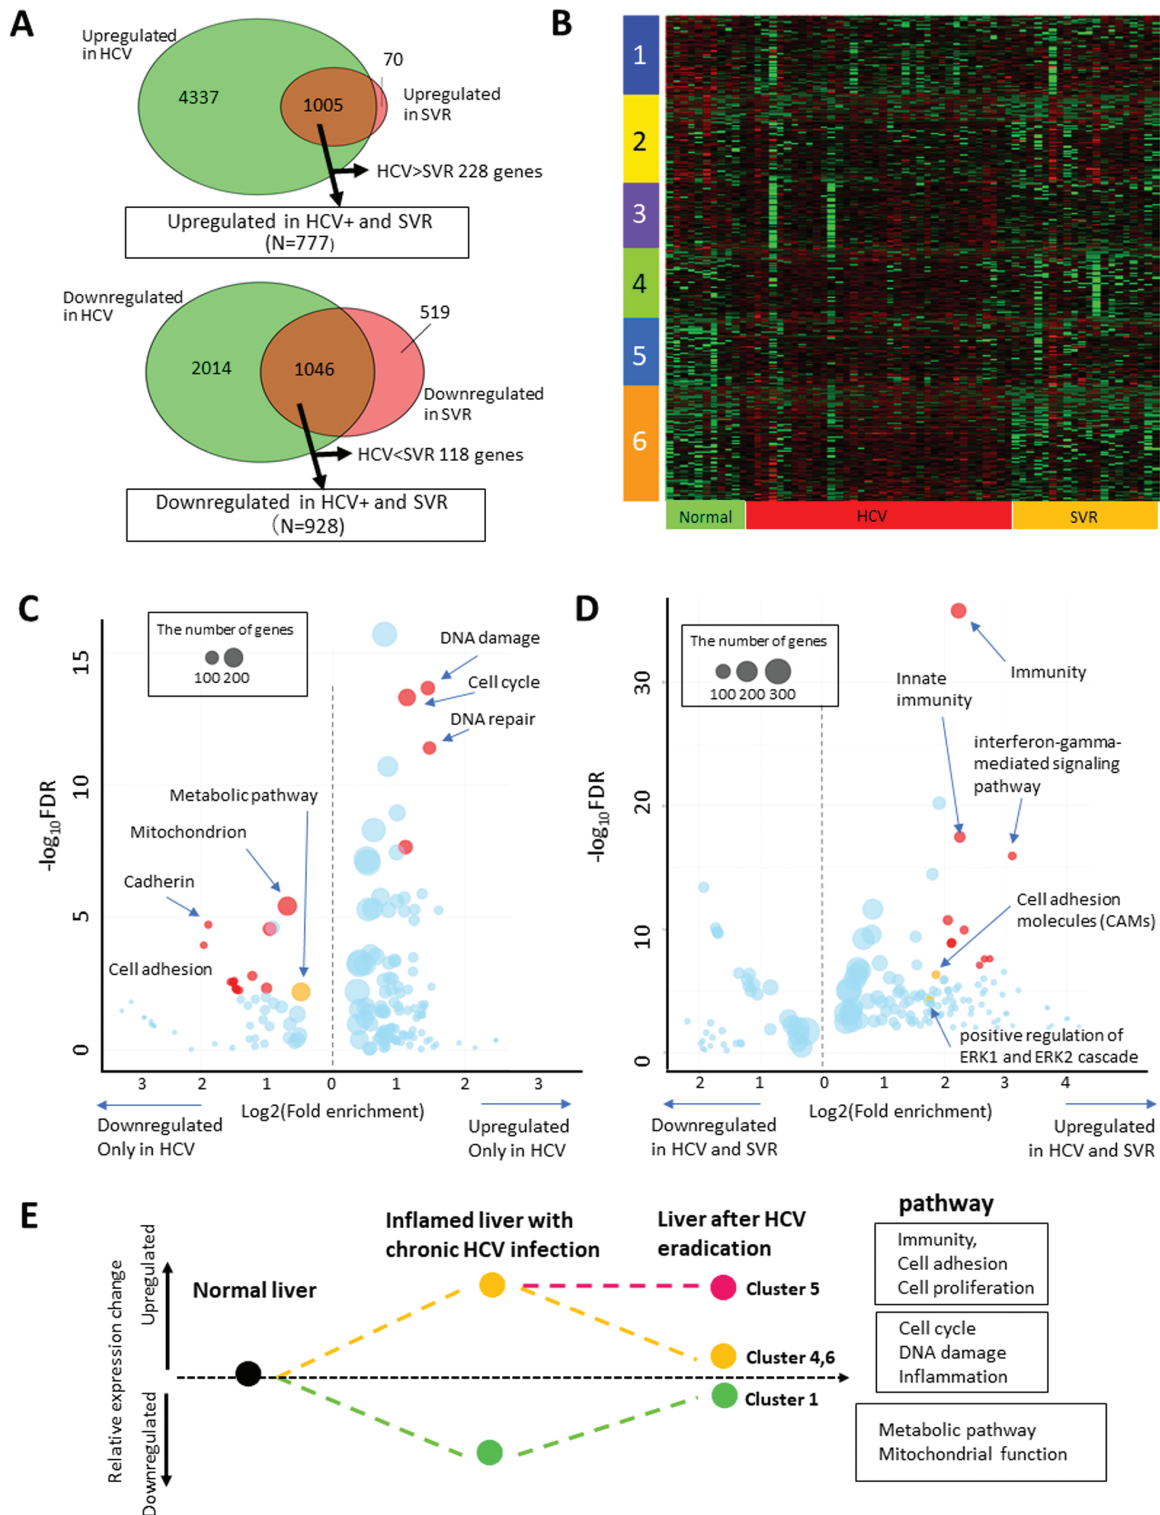 A
Upregulated
in HCV
4337
1005
70
Upregulated
in SVR
HCV>SVR 228 genes
Upregulated in HCV+ and SVR
(N=777)
Downregulated
in HCV
2014
1046
519
Downregulated
in SVR
HCV<SVR 118 genes
Downregulated in HCV+ and SVR
(N=928)
B
1
2
3
4
5
6
Normal
HCV
SVR
C
The number of genes
100 200
DNA damage
Cell cycle
DNA repair
Metabolic pathway
Mitochondrion
Cadherin
Cell adhesion
-log10FDR
15
10
5
0
3 2 1 0 1 2 3
Log2(Fold enrichment)
Downregulated
Only in HCV
Upregulated
Only in HCV
D
The number of genes
100 200 300
Immunity
Innate
immunity
interferon-gamma-
mediated signaling
pathway
Cell adhesion
molecules (CAMs)
positive regulation of
ERK1 and ERK2 cascade
-log10FDR
30
20
10
0
2 1 0 1 2 3 4
Log2(Fold enrichment)
Downregulated
in HCV and SVR
Upregulated
in HCV and SVR
E
Relative expression change
Upregulated
Downregulated
Normal liver
Inflamed liver with
chronic HCV infection
Liver after HCV
eradication
Cluster 5
Cluster 4,6
Cluster 1
pathway
Immunity,
Cell adhesion
Cell proliferation
Cell cycle
DNA damage
Inflammation
Metabolic pathway
Mitochondrial function